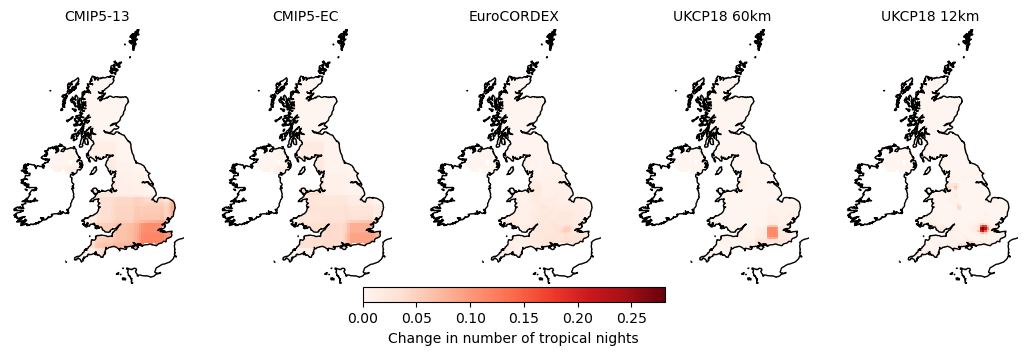 CMIP5-13 CMIP5-EC EuroCORDEX UKCP18 60km UKCP18 12km
0.00 0.05 0.10 0.15 0.20 0.25
Change in number of tropical nights